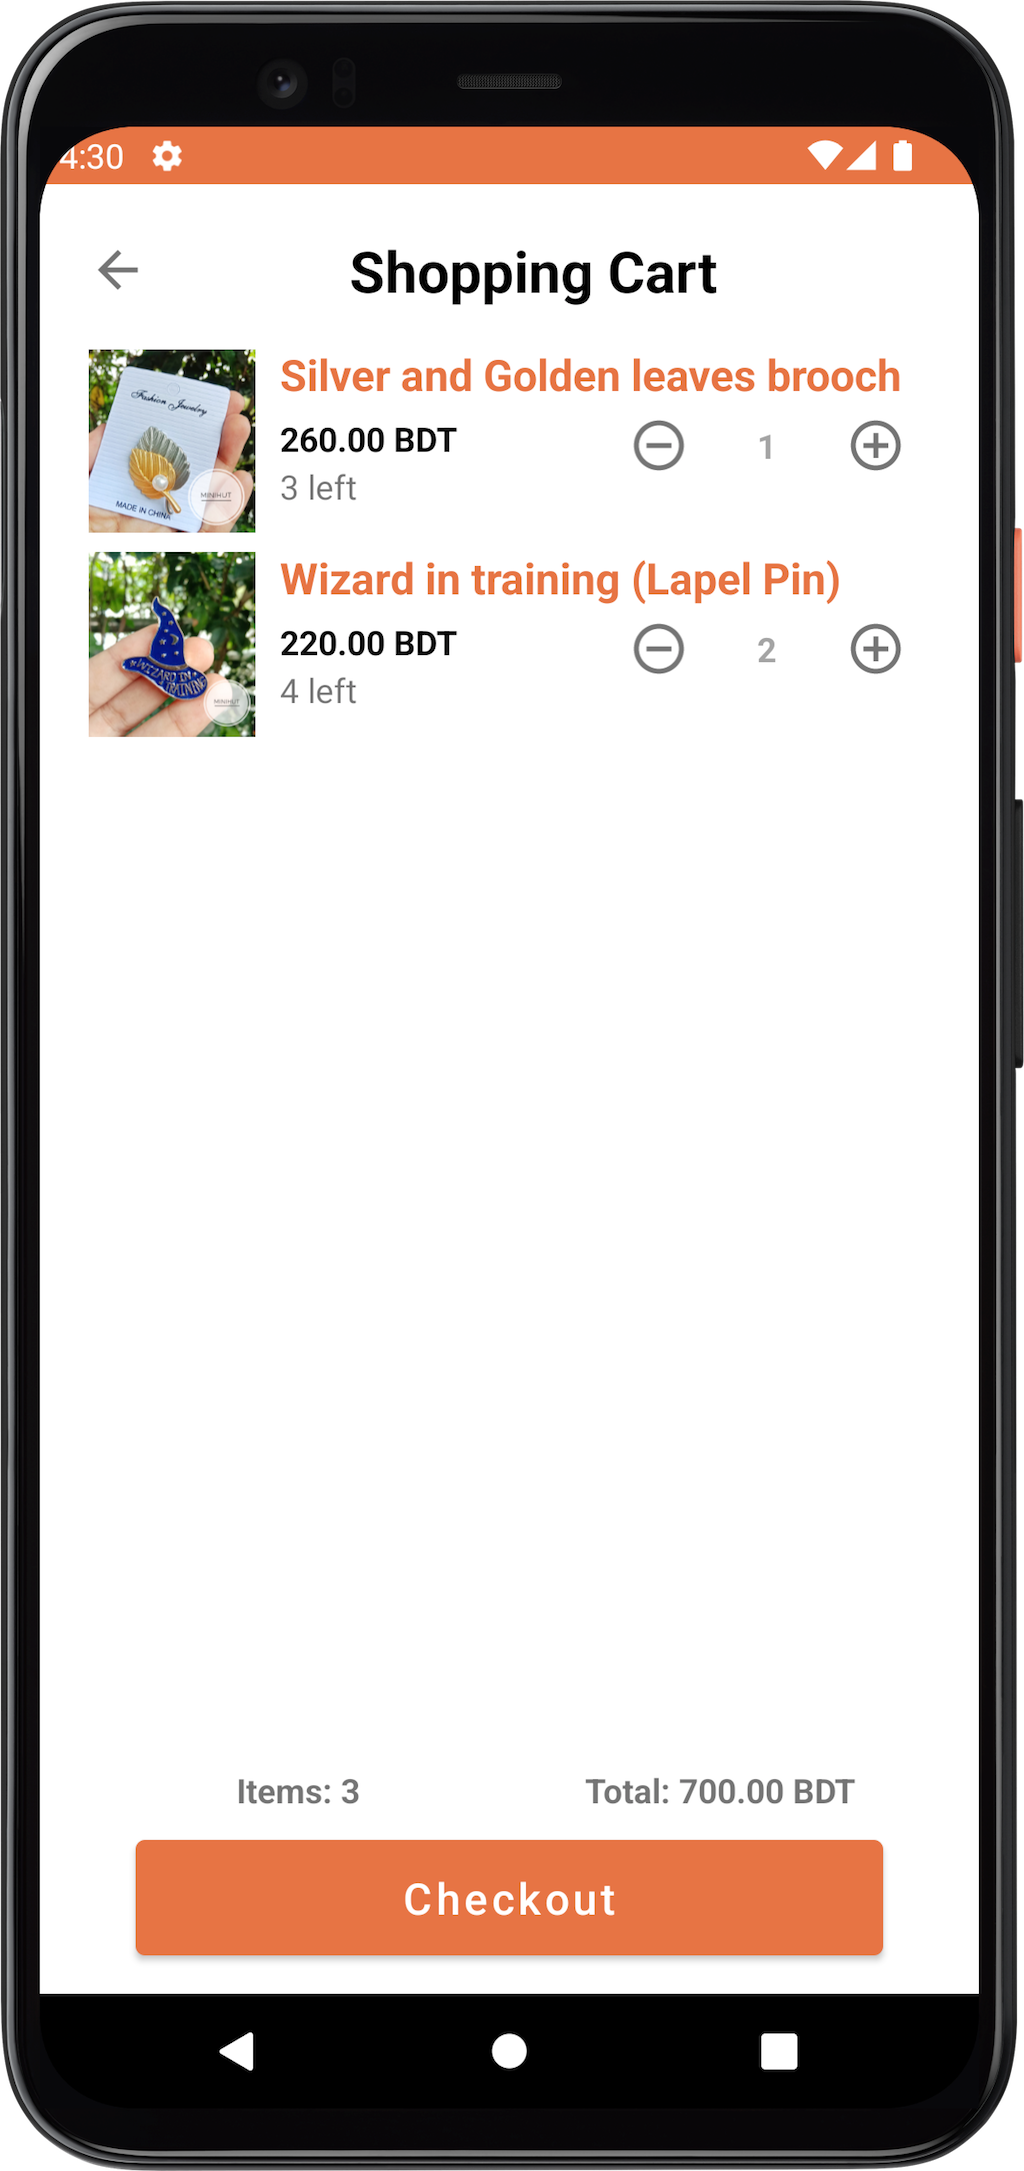 4:30
Shopping Cart
Fashion Jewelry
MINIHUT
MADE IN CHINA
Silver and Golden leaves brooch
260.00 BDT
1
3 left
WIZARD IN
TRAINING
MINIHUT
Wizard in training (Lapel Pin)
220.00 BDT
2
4 left
Items: 3
Total: 700.00 BDT
Checkout